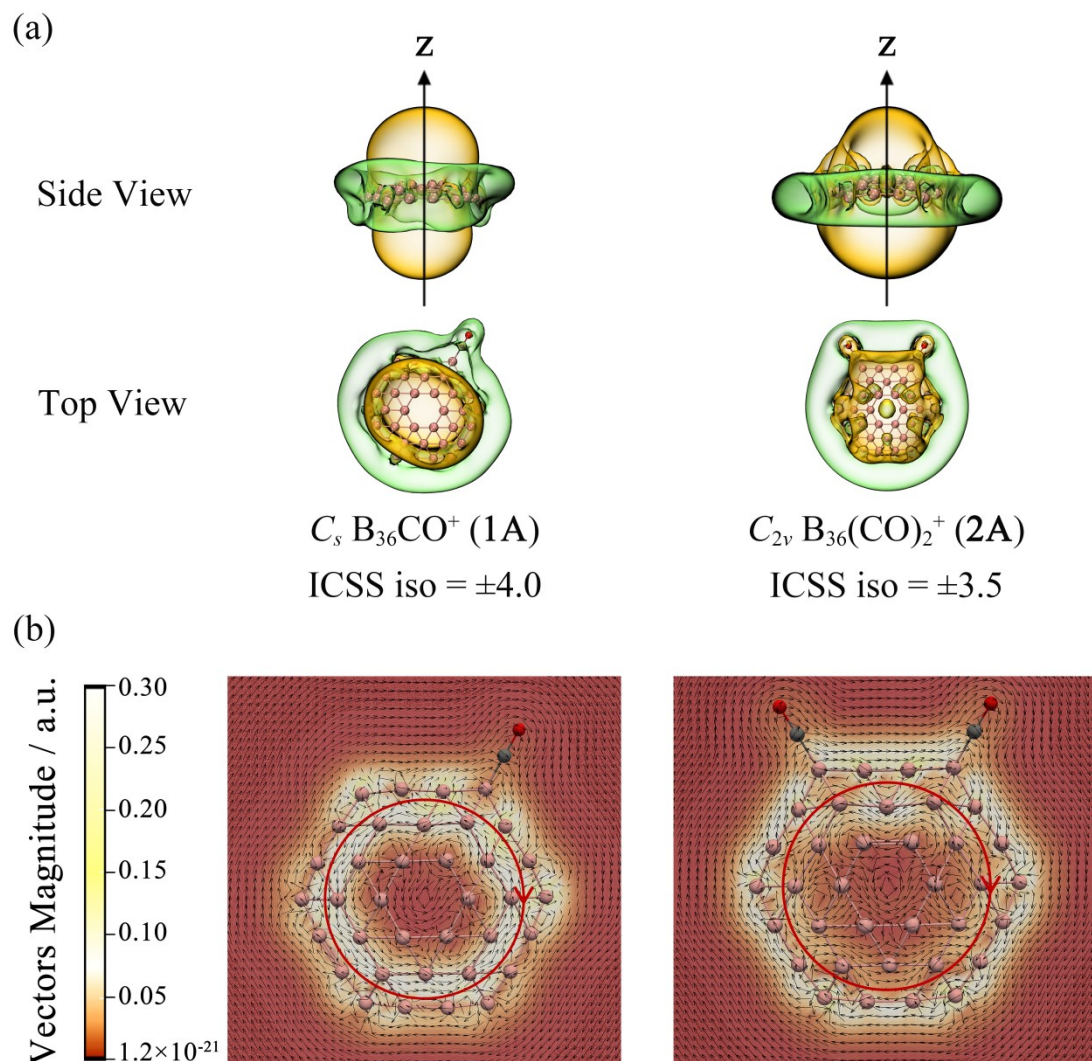 (a)
z z
Side View
Top View
Cₛ B₃₆CO⁺ (1A) C₂ᵥ B₃₆(CO)₂⁺ (2A)
ICSS iso = ±4.0 ICSS iso = ±3.5
(b)
Vectors Magnitude / a.u.
0.30
0.25
0.20
0.15
0.10
0.05
1.2×10⁻²¹